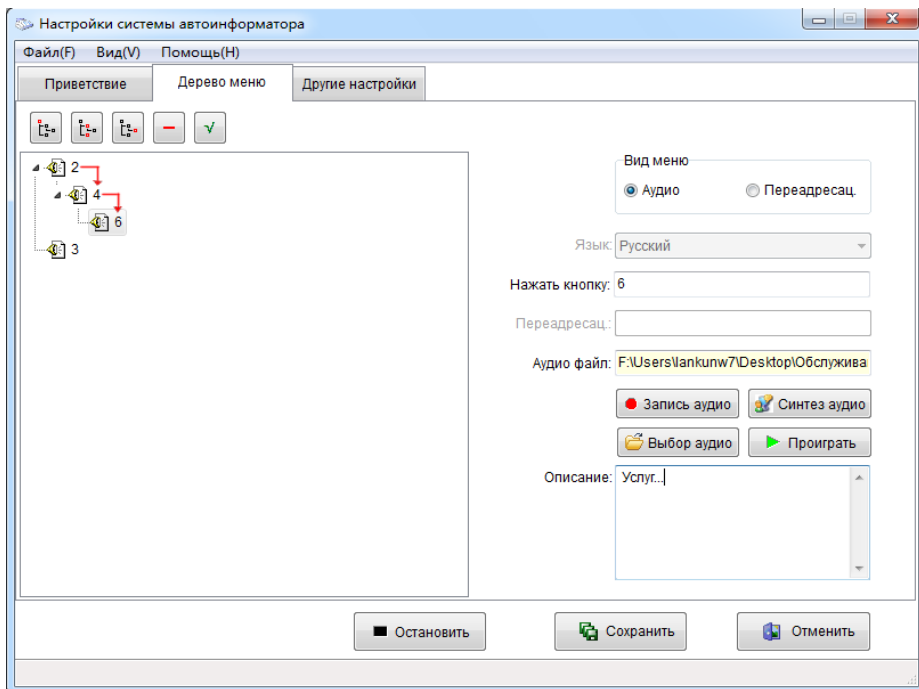 Настройки системы автоинформатора
Файл(F) Вид(V) Помощь(H)
Приветствие Дерево меню Другие настройки
2
4
6
3
Вид меню
Аудио Переадресац.
Язык: Русский
Нажать кнопку: 6
Переадресац.:
Аудио файл: F:\Users\lankunw7\Desktop\Обслужива
Запись аудио Синтез аудио
Выбор аудио Проиграть
Описание: Услуг...
Остановить Сохранить Отменить